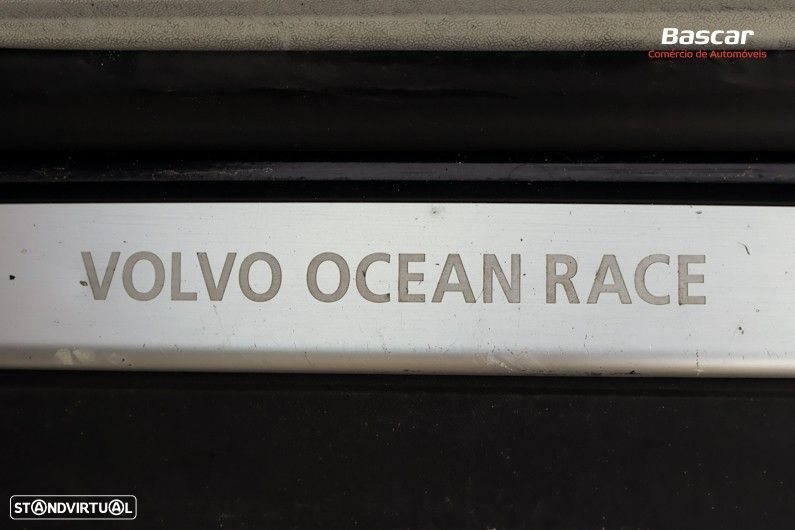 Bascar
Comércio de Automóveis
VOLVO OCEAN RACE
STANDVIRTUAL